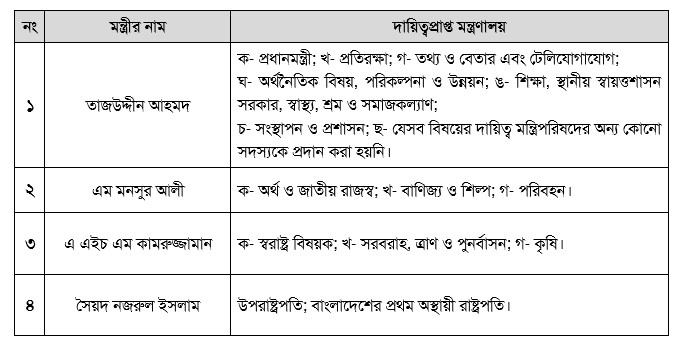 নং মন্ত্রীর নাম দায়িত্বপ্রাপ্ত মন্ত্রণালয়
১ তাজউদ্দীন আহমদ ক- প্রধানমন্ত্রী; খ- প্রতিরক্ষা; গ- তথ্য ও বেতার এবং টেলিযোগাযোগ;
ঘ- অর্থনৈতিক বিষয়, পরিকল্পনা ও উন্নয়ন; ঙ- শিক্ষা, স্থানীয় স্বায়ত্তশাসন
সরকার, স্বাস্থ্য, শ্রম ও সমাজকল্যাণ;
চ- সংস্থাপন ও প্রশাসন; ছ- যেসব বিষয়ের দায়িত্ব মন্ত্রিপরিষদের অন্য কোনো
সদস্যকে প্রদান করা হয়নি।
২ এম মনসুর আলী ক- অর্থ ও জাতীয় রাজস্ব; খ- বাণিজ্য ও শিল্প; গ- পরিবহন।
৩ এ এইচ এম কামরুজ্জামান ক- স্বরাষ্ট্র বিষয়ক; খ- সরবরাহ, ত্রাণ ও পুনর্বাসন; গ- কৃষি।
৪ সৈয়দ নজরুল ইসলাম উপরাষ্ট্রপতি; বাংলাদেশের প্রথম অস্থায়ী রাষ্ট্রপতি।